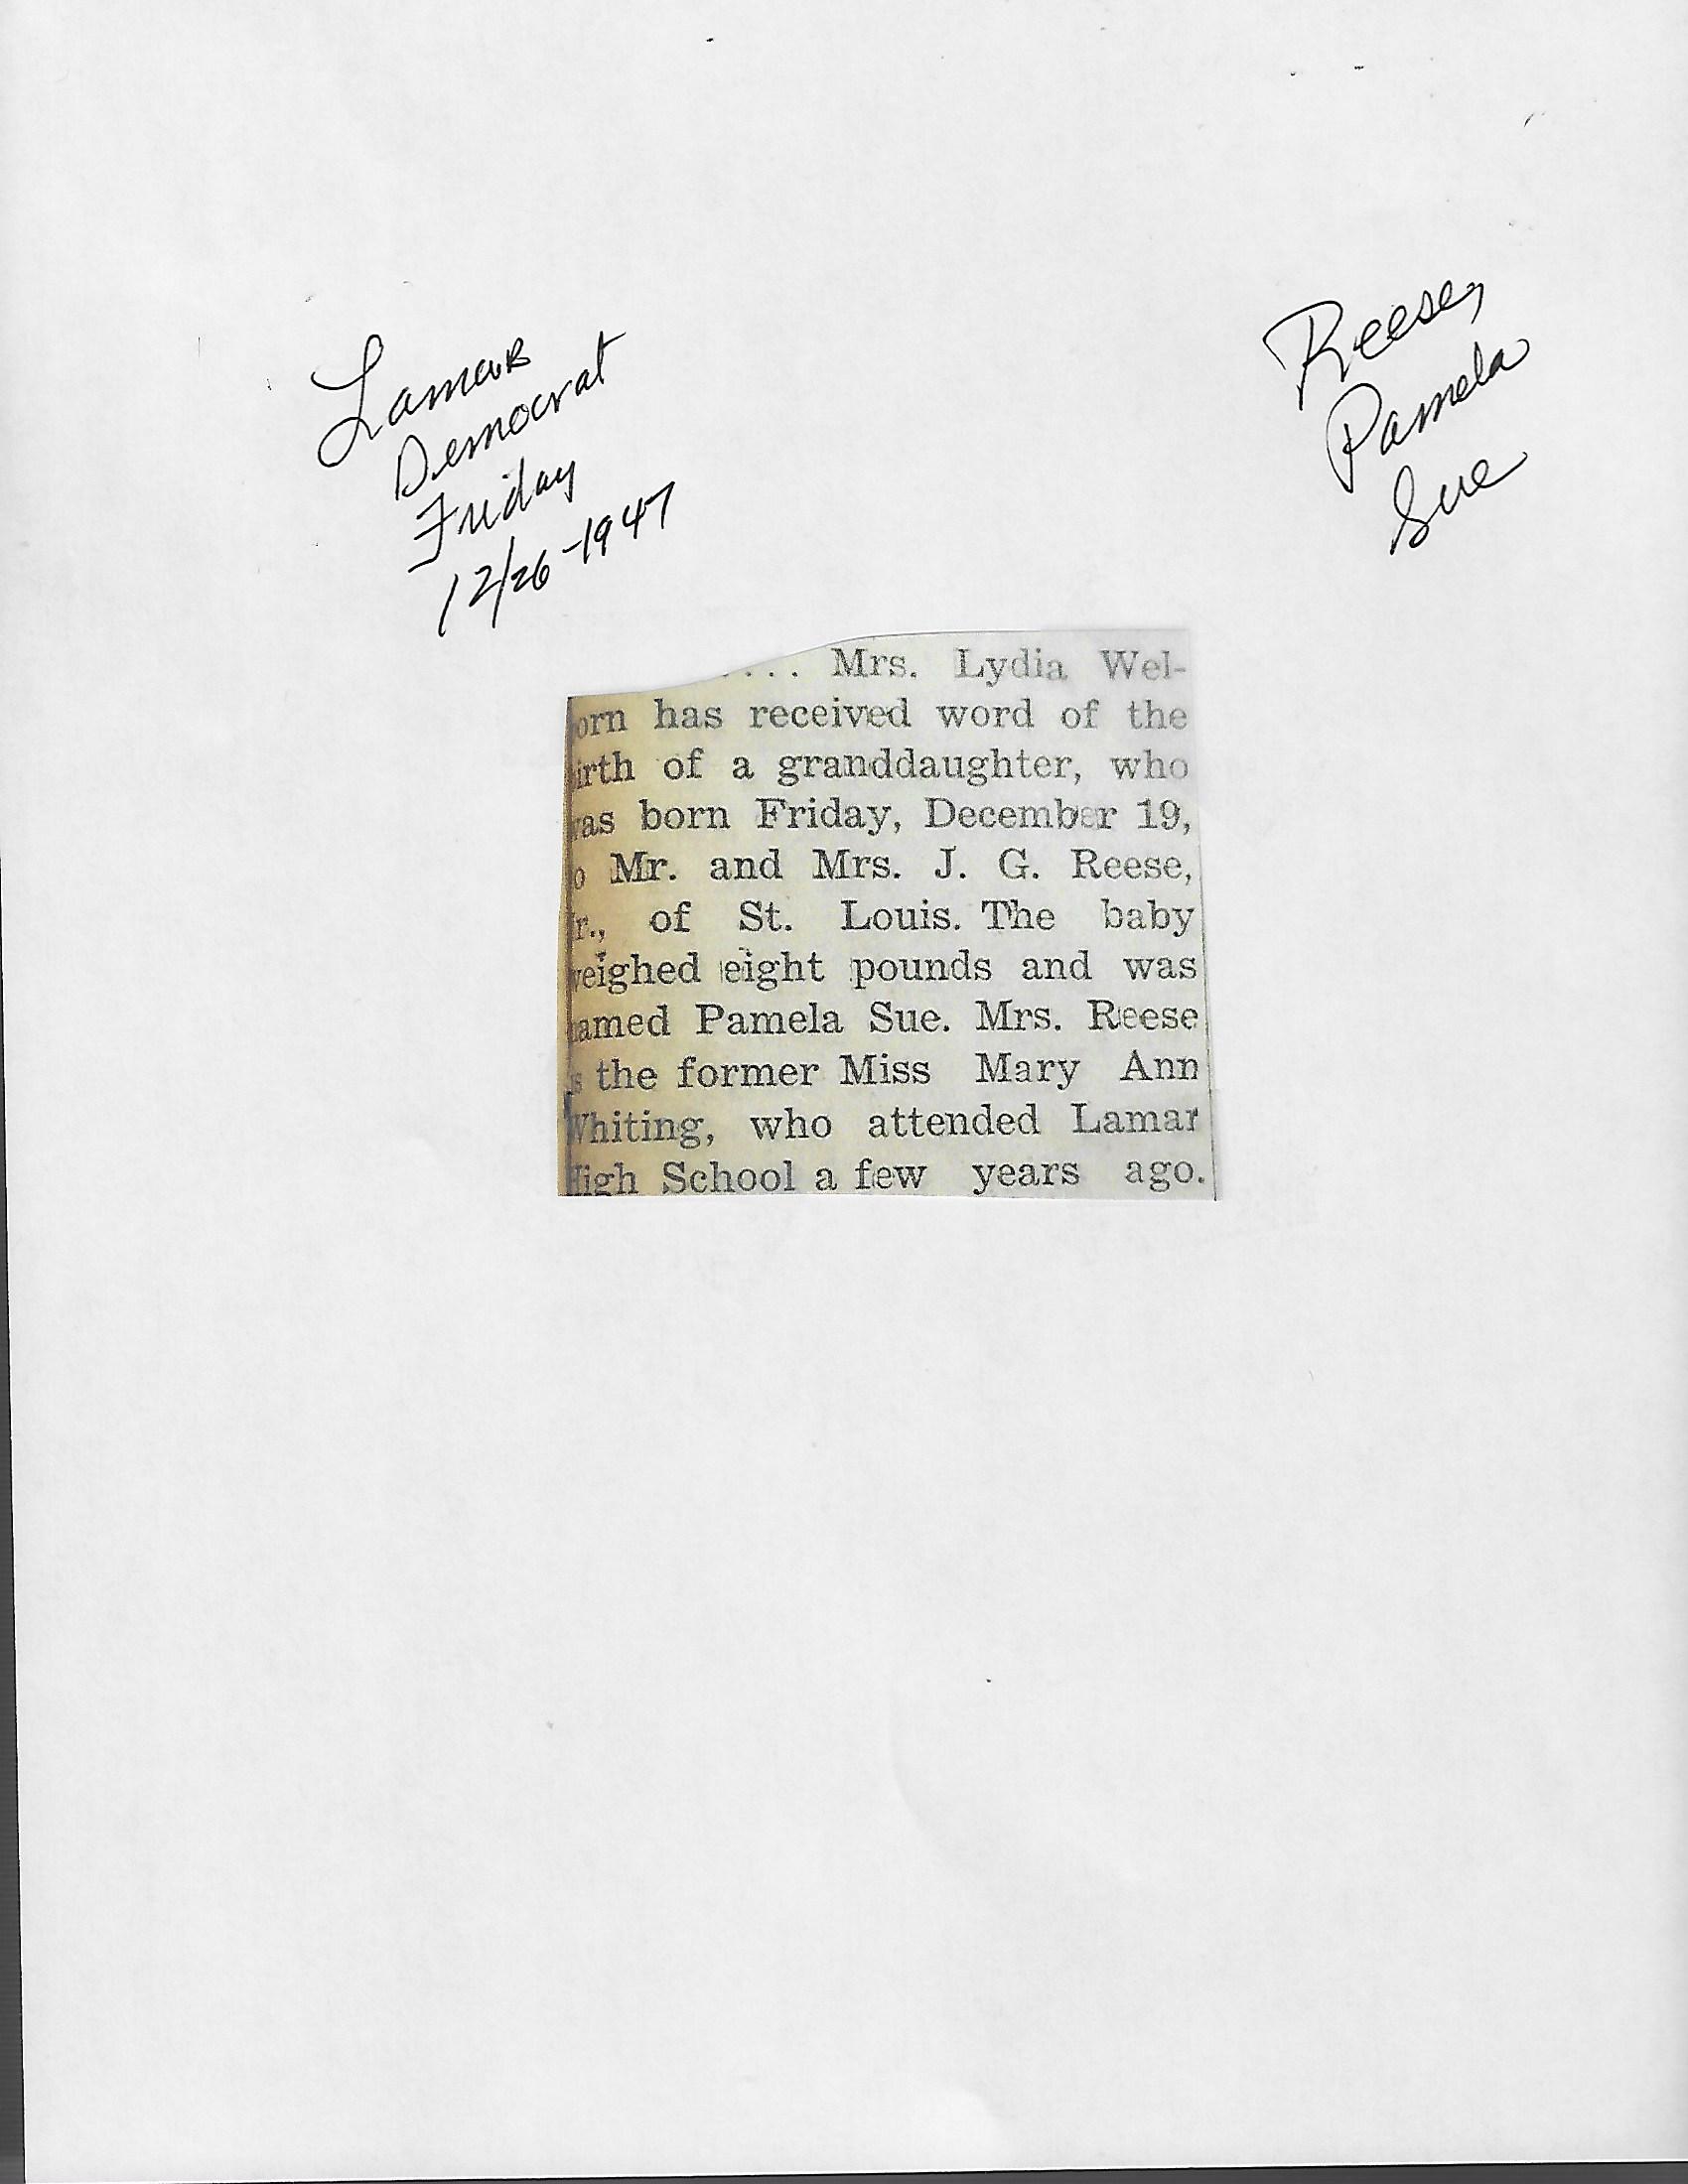 Lamar
Democrat
Friday
12/26-1947
Reese,
Pamela
Sue
.... Mrs. Lydia Wel-
orn has received word of the
irth of a granddaughter, who
as born Friday, December 19,
o Mr. and Mrs. J. G. Reese,
r., of St. Louis. The baby
weighed eight pounds and was
named Pamela Sue. Mrs. Reese
s the former Miss Mary Ann
Whiting, who attended Lamar
High School a few years ago.